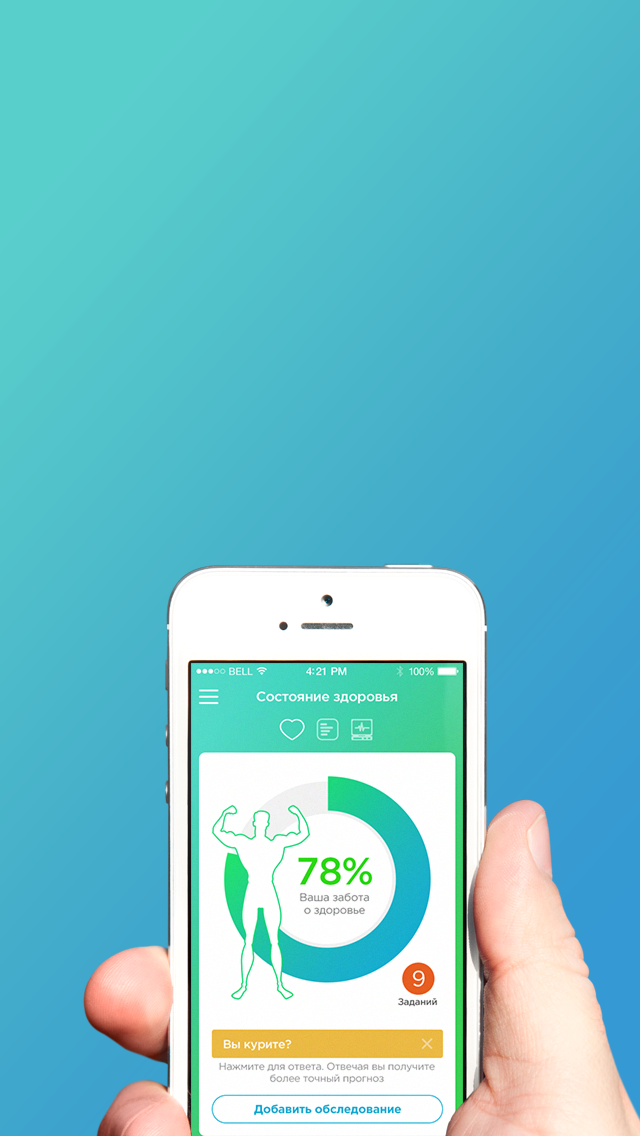 BELL 4:21 PM 100%
Состояние здоровья
78%
Ваша забота
о здоровье
9
Заданий
Вы курите?
Нажмите для ответа. Отвечая вы получите
более точный прогноз
Добавить обследование